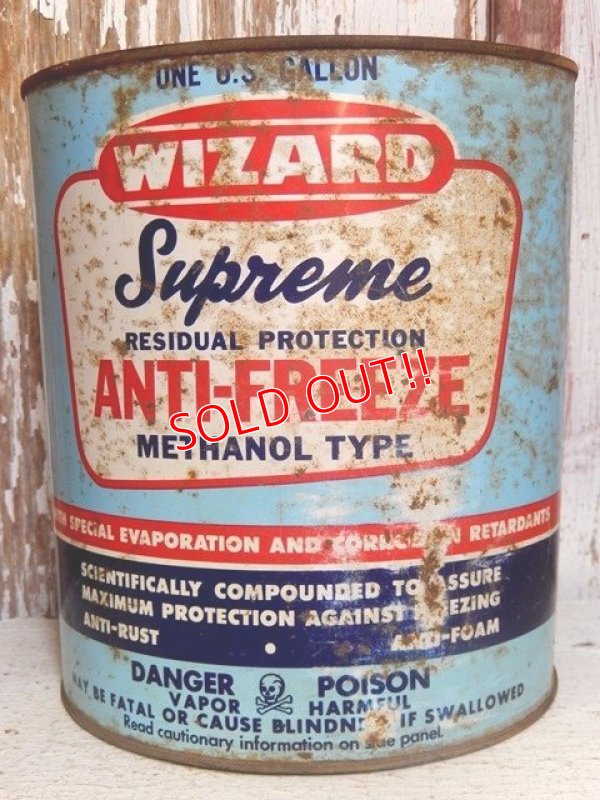 ONE U.S. GALLON
WIZARD
Supreme
RESIDUAL PROTECTION
ANTI-FREEZE
SOLD OUT!!
METHANOL TYPE
SPECIAL EVAPORATION AND CORROSION RETARDANTS
SCIENTIFICALLY COMPOUNDED TO ASSURE
MAXIMUM PROTECTION AGAINST FREEZING
ANTI-RUST • ANTI-FOAM
DANGER POISON
VAPOR HARMFUL
MAY BE FATAL OR CAUSE BLINDNESS IF SWALLOWED
Read cautionary information on side panel.